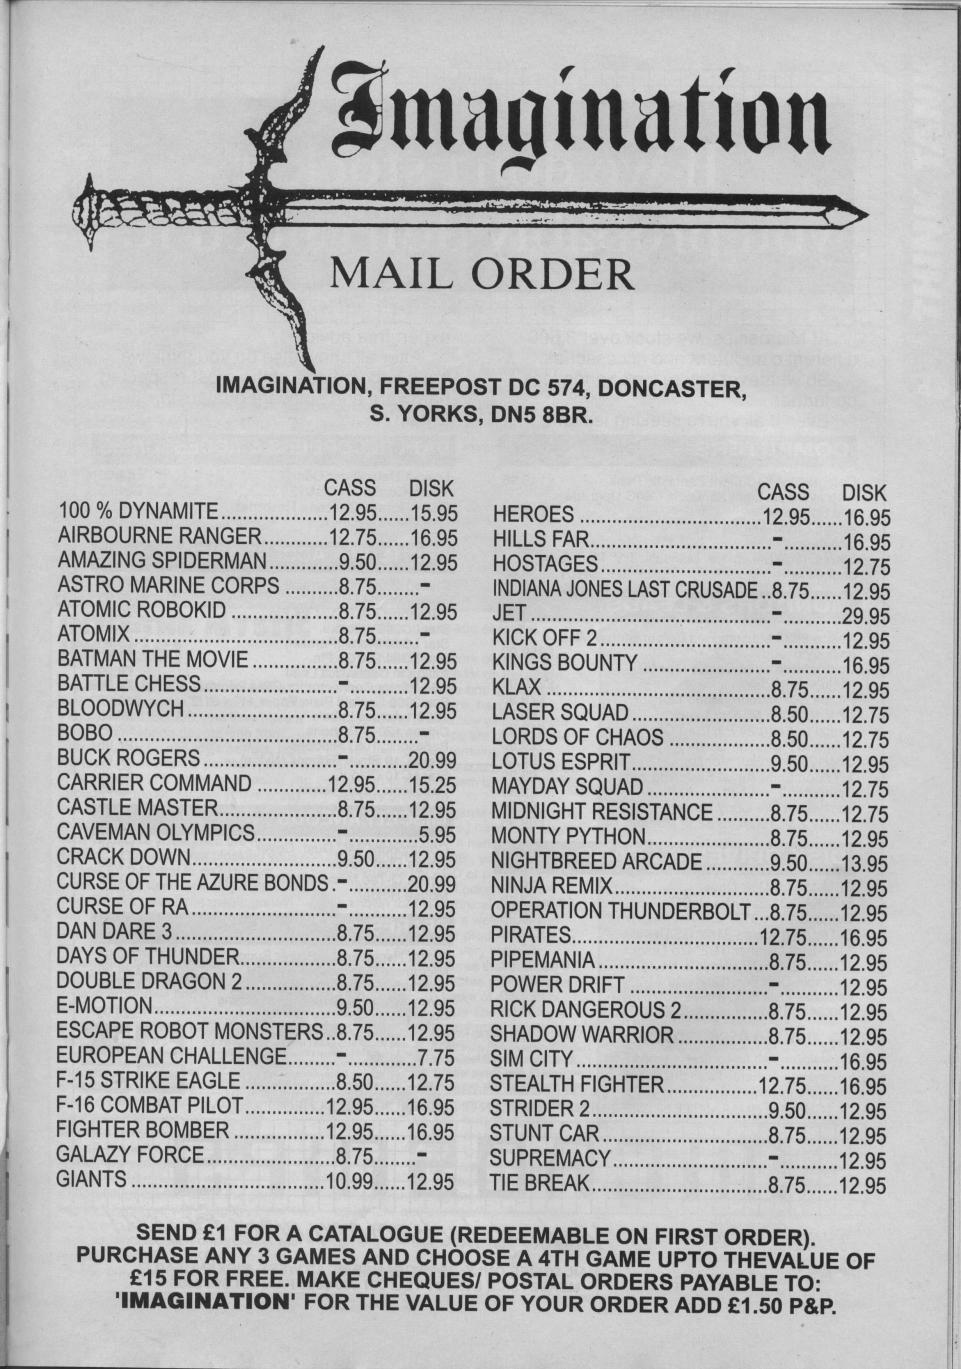 Imagination
MAIL ORDER
IMAGINATION, FREEPOST DC 574, DONCASTER,
S. YORKS, DN5 8BR.
CASS DISK
100 % DYNAMITE.....................12.95......15.95
AIRBOURNE RANGER............12.75......16.95
AMAZING SPIDERMAN.............9.50......12.95
ASTRO MARINE CORPS ..........8.75........-
ATOMIC ROBOKID ....................8.75......12.95
ATOMIX ......................................8.75........-
BATMAN THE MOVIE ................8.75......12.95
BATTLE CHESS.........................-...........12.95
BLOODWYCH ............................8.75......12.95
BOBO .........................................8.75........-
BUCK ROGERS.........................-...........20.99
CARRIER COMMAND .............12.95......15.25
CASTLE MASTER......................8.75......12.95
CAVEMAN OLYMPICS...............-.............5.95
CRACK DOWN...........................9.50......12.95
CURSE OF THE AZURE BONDS .-...........20.99
CURSE OF RA ...........................-...........12.95
DAN DARE 3...............................8.75......12.95
DAYS OF THUNDER..................8.75......12.95
DOUBLE DRAGON 2 .................8.75......12.95
E-MOTION...................................9.50......12.95
ESCAPE ROBOT MONSTERS..8.75......12.95
EUROPEAN CHALLENGE.........-.............7.75
F-15 STRIKE EAGLE .................8.50......12.75
F-16 COMBAT PILOT...............12.95......16.95
FIGHTER BOMBER .................12.95......16.95
GALAZY FORCE........................8.75........-
GIANTS ....................................10.99......12.95
CASS DISK
HEROES ..................................12.95......16.95
HILLS FAR..................................-...........16.95
HOSTAGES................................-...........12.75
INDIANA JONES LAST CRUSADE ..8.75......12.95
JET .............................................-...........29.95
KICK OFF 2................................-...........12.95
KINGS BOUNTY ........................-...........16.95
KLAX ..........................................8.75......12.95
LASER SQUAD..........................8.50......12.75
LORDS OF CHAOS ...................8.50......12.75
LOTUS ESPRIT..........................9.50......12.95
MAYDAY SQUAD .......................-...........12.75
MIDNIGHT RESISTANCE ..........8.75......12.75
MONTY PYTHON.......................8.75......12.95
NIGHTBREED ARCADE ............9.50......13.95
NINJA REMIX.............................8.75......12.95
OPERATION THUNDERBOLT ...8.75......12.95
PIRATES...................................12.75......16.95
PIPEMANIA ................................8.75......12.95
POWER DRIFT ..........................-...........12.95
RICK DANGEROUS 2................8.75......12.95
SHADOW WARRIOR .................8.75......12.95
SIM CITY ....................................-...........16.95
STEALTH FIGHTER.................12.75......16.95
STRIDER 2.................................9.50......12.95
STUNT CAR...............................8.75......12.95
SUPREMACY.............................-...........12.95
TIE BREAK.................................8.75......12.95
SEND £1 FOR A CATALOGUE (REDEEMABLE ON FIRST ORDER).
PURCHASE ANY 3 GAMES AND CHOOSE A 4TH GAME UPTO THEVALUE OF
£15 FOR FREE. MAKE CHEQUES/ POSTAL ORDERS PAYABLE TO:
'IMAGINATION' FOR THE VALUE OF YOUR ORDER ADD £1.50 P&P.